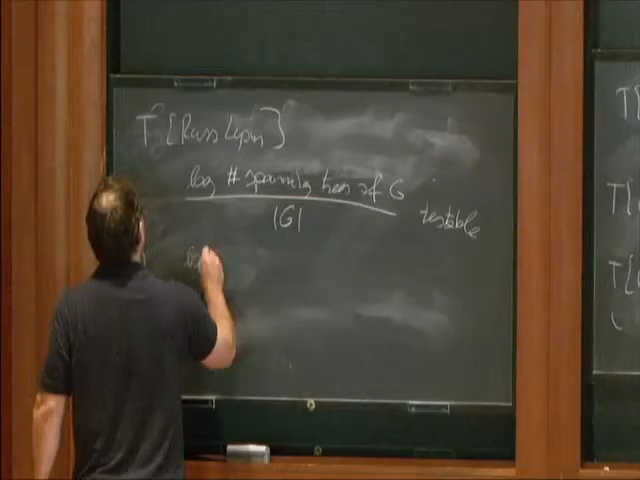 T [Russ Lyons]
log # spanning trees of G
|G| testable
T[
T[
T[